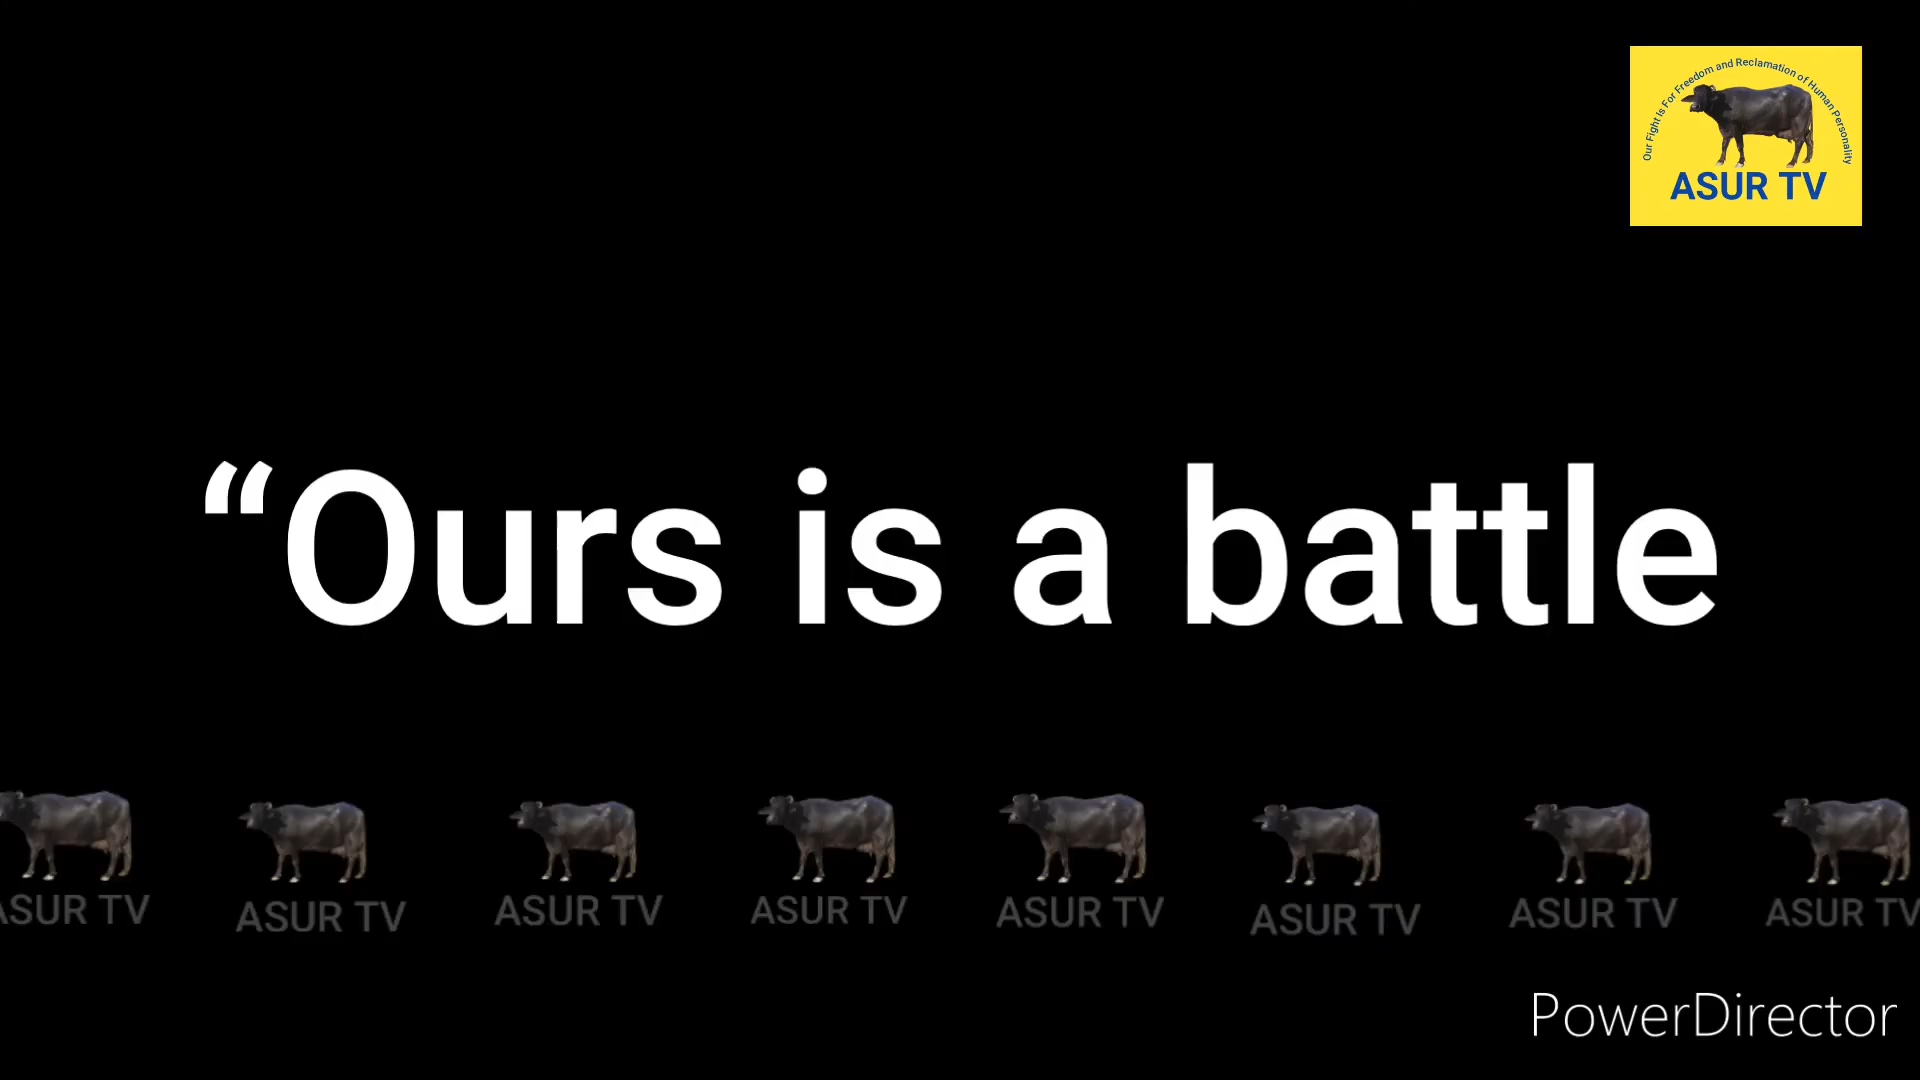 Our Fight Is For Freedom and Reclamation of Human Personality
ASUR TV
“Ours is a battle
ASUR TV ASUR TV ASUR TV ASUR TV ASUR TV ASUR TV ASUR TV ASUR TV
PowerDirector